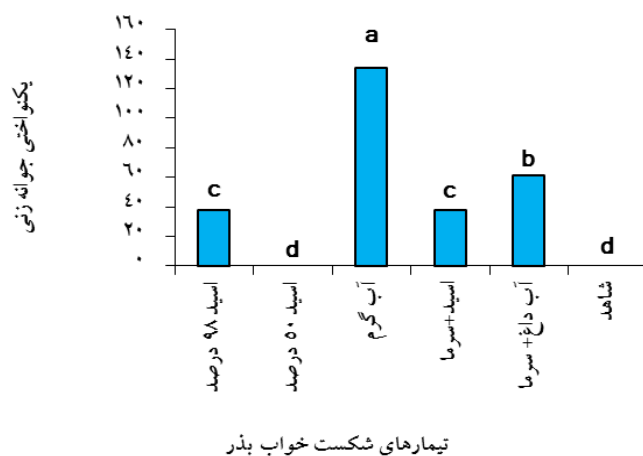 یکنواختی جوانه زنی
۱۶۰
۱۴۰
۱۲۰
۱۰۰
۸۰
۶۰
۴۰
۲۰
۰
c
d
a
c
b
d
اسید ۹۸ درصد
اسید ۵۰ درصد
آب گرم
اسید+سرما
آب داغ+ سرما
شاهد
تیمارهای شکست خواب بذر